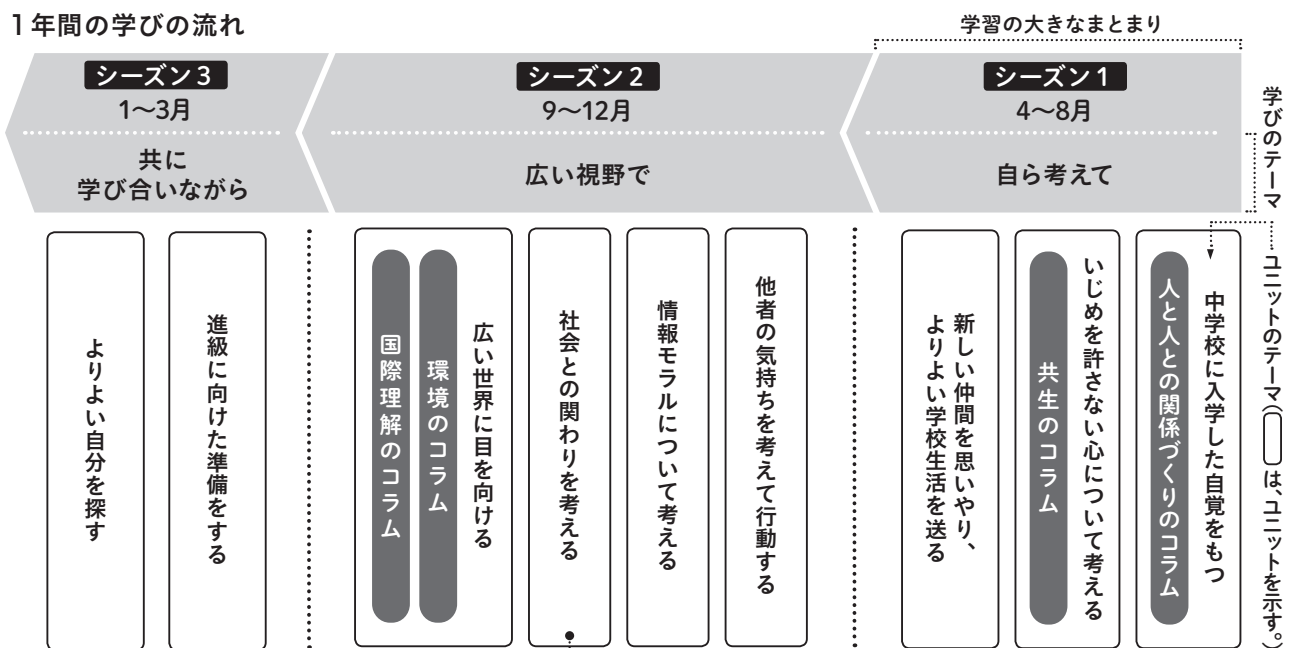 1年間の学びの流れ
学習の大きなまとまり
シーズン1
4〜8月
自ら考えて
シーズン2
9〜12月
広い視野で
シーズン3
1〜3月
共に
学び合いながら
学びのテーマ
ユニットのテーマ（ は、ユニットを示す。）
中学校に入学した自覚をもつ
人と人との関係づくりのコラム
いじめを許さない心について考える
共生のコラム
新しい仲間を思いやり、
よりよい学校生活を送る
他者の気持ちを考えて行動する
情報モラルについて考える
社会との関わりを考える
広い世界に目を向ける
環境のコラム
国際理解のコラム
進級に向けた準備をする
よりよい自分を探す